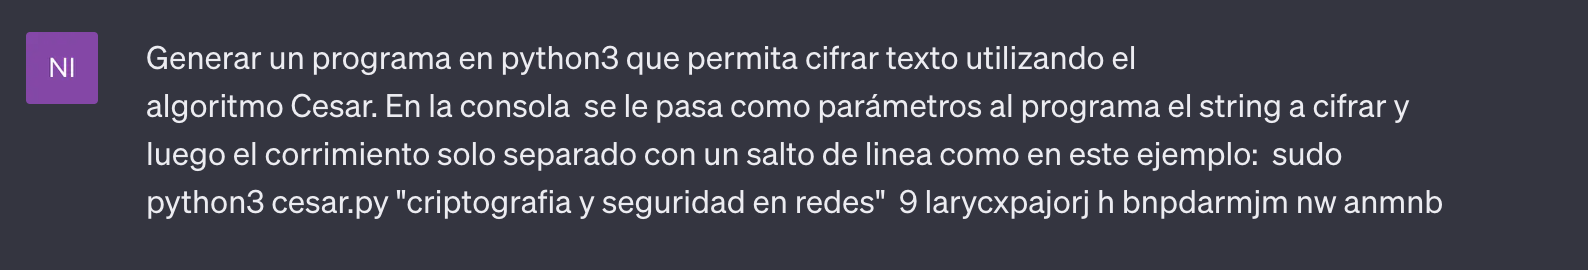 NI
Generar un programa en python3 que permita cifrar texto utilizando el
algoritmo Cesar. En la consola  se le pasa como parámetros al programa el string a cifrar y
luego el corrimiento solo separado con un salto de linea como en este ejemplo:  sudo
python3 cesar.py "criptografia y seguridad en redes"  9 larycxpajorj h bnpdarmjm nw anmnb